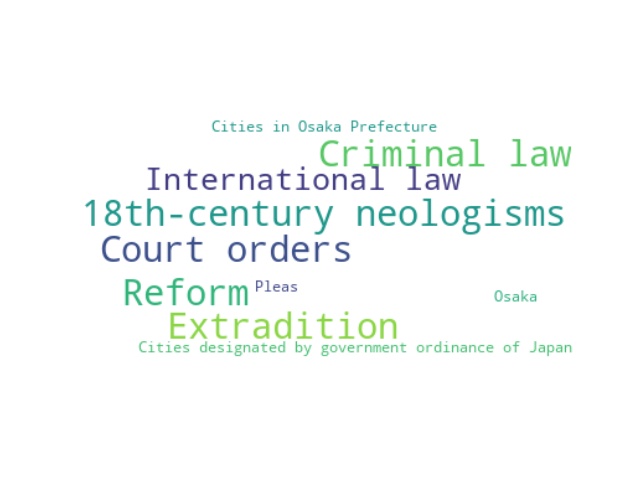 Cities in Osaka Prefecture
Criminal law
International law
18th-century neologisms
Court orders
Reform
Pleas
Osaka
Extradition
Cities designated by government ordinance of Japan